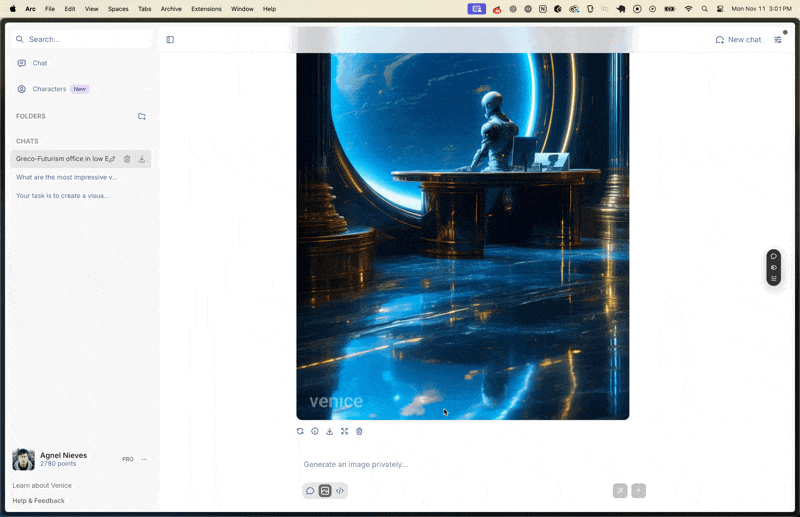 Arc File Edit View Spaces Tabs Archive Extensions Window Help
Mon Nov 11 3:01 PM
Search...
New chat
Chat
Characters New
FOLDERS
CHATS
Greco-Futurism office in low E
What are the most impressive v...
Your task is to create a visua...
venice
Generate an image privately...
Agnel Nieves
2780 points
PRO
Learn about Venice
Help & Feedback